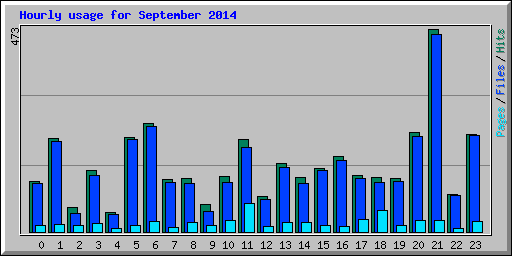 Hourly usage for September 2014
473
Pages/Files/Hits
0 1 2 3 4 5 6 7 8 9 10 11 12 13 14 15 16 17 18 19 20 21 22 23